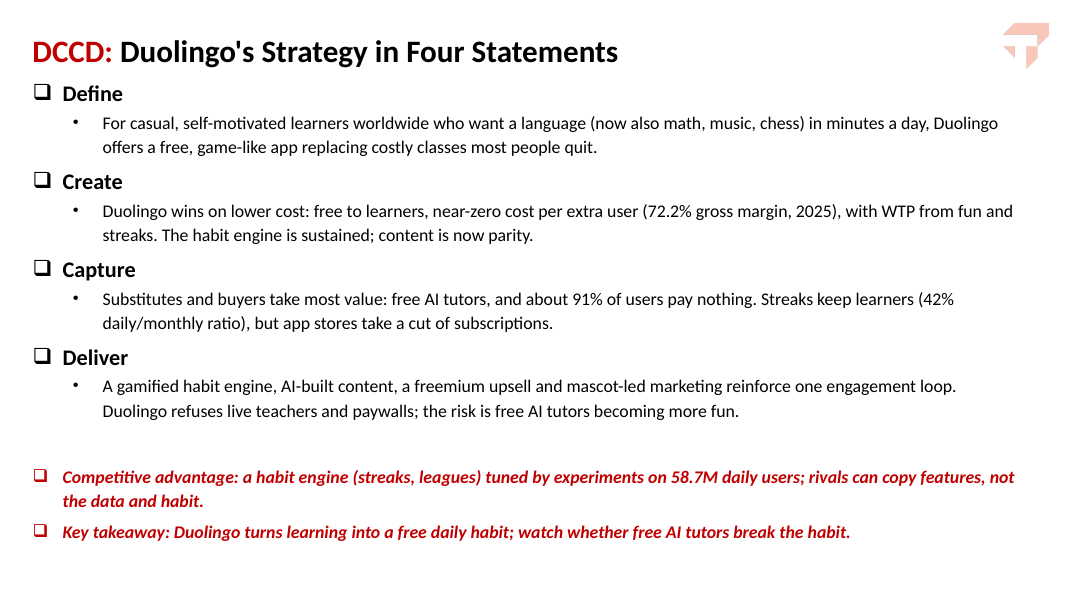 DCCD: Duolingo's Strategy in Four Statements
❑ Define
• For casual, self-motivated learners worldwide who want a language (now also math, music, chess) in minutes a day, Duolingo
offers a free, game-like app replacing costly classes most people quit.
❑ Create
• Duolingo wins on lower cost: free to learners, near-zero cost per extra user (72.2% gross margin, 2025), with WTP from fun and
streaks. The habit engine is sustained; content is now parity.
❑ Capture
• Substitutes and buyers take most value: free AI tutors, and about 91% of users pay nothing. Streaks keep learners (42%
daily/monthly ratio), but app stores take a cut of subscriptions.
❑ Deliver
• A gamified habit engine, AI-built content, a freemium upsell and mascot-led marketing reinforce one engagement loop.
Duolingo refuses live teachers and paywalls; the risk is free AI tutors becoming more fun.
❑ Competitive advantage: a habit engine (streaks, leagues) tuned by experiments on 58.7M daily users; rivals can copy features, not
the data and habit.
❑ Key takeaway: Duolingo turns learning into a free daily habit; watch whether free AI tutors break the habit.